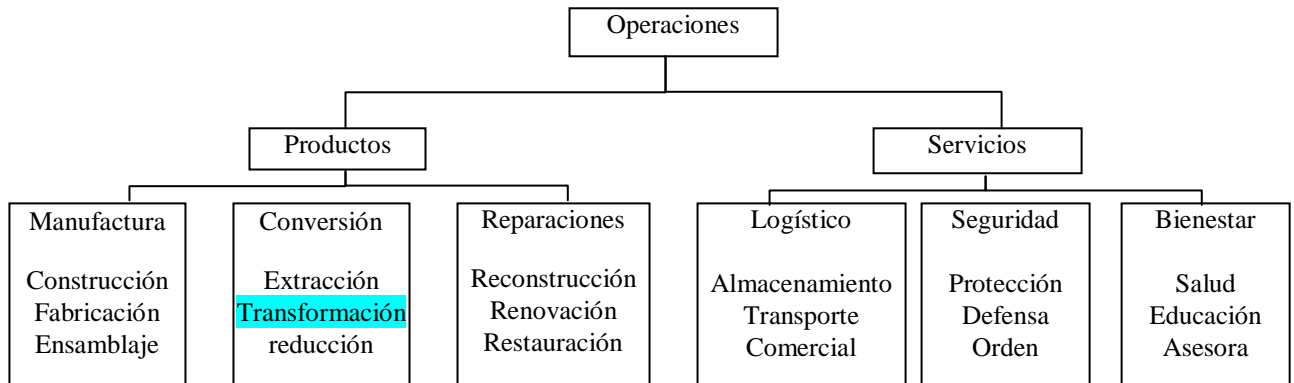 Operaciones
Productos
Servicios
Manufactura
Construcción
Fabricación
Ensamblaje
Conversión
Extracción
Transformación
reducción
Reparaciones
Reconstrucción
Renovación
Restauración
Logístico
Almacenamiento
Transporte
Comercial
Seguridad
Protección
Defensa
Orden
Bienestar
Salud
Educación
Asesora